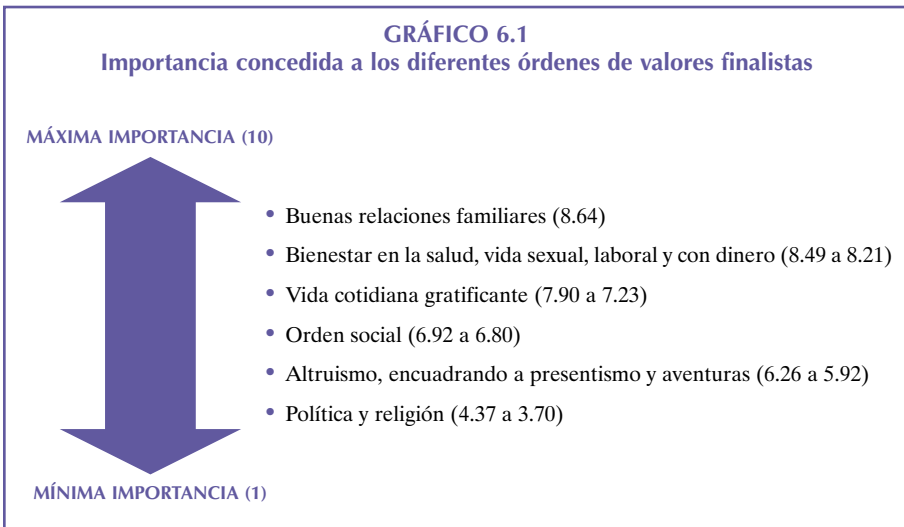 GRÁFICO 6.1
Importancia concedida a los diferentes órdenes de valores finalistas
MÁXIMA IMPORTANCIA (10)
• Buenas relaciones familiares (8.64)
• Bienestar en la salud, vida sexual, laboral y con dinero (8.49 a 8.21)
• Vida cotidiana gratificante (7.90 a 7.23)
• Orden social (6.92 a 6.80)
• Altruismo, encuadrando a presentismo y aventuras (6.26 a 5.92)
• Política y religión (4.37 a 3.70)
MÍNIMA IMPORTANCIA (1)